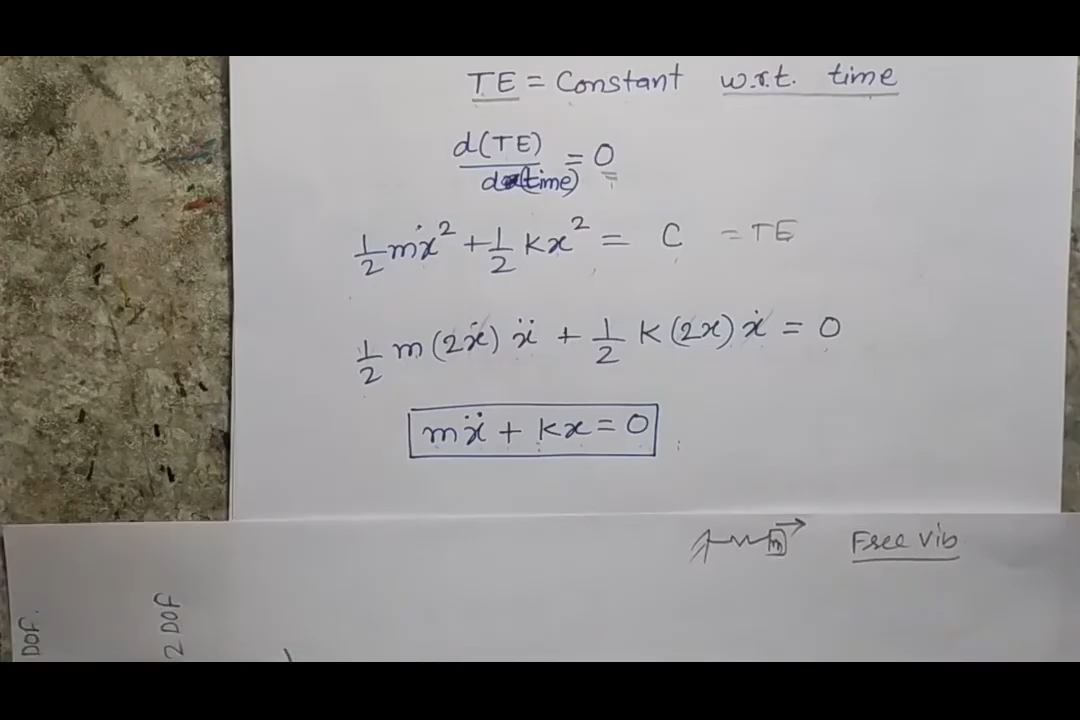 TE = Constant w.r.t. time
d(TE)/d(time) = 0
1/2 mẋ² + 1/2 kx² = C = TE
1/2 m (2ẋ) ẍ + 1/2 k (2x) ẋ = 0
mẍ + kx = 0
m Free vib
DOF.
2 DOF